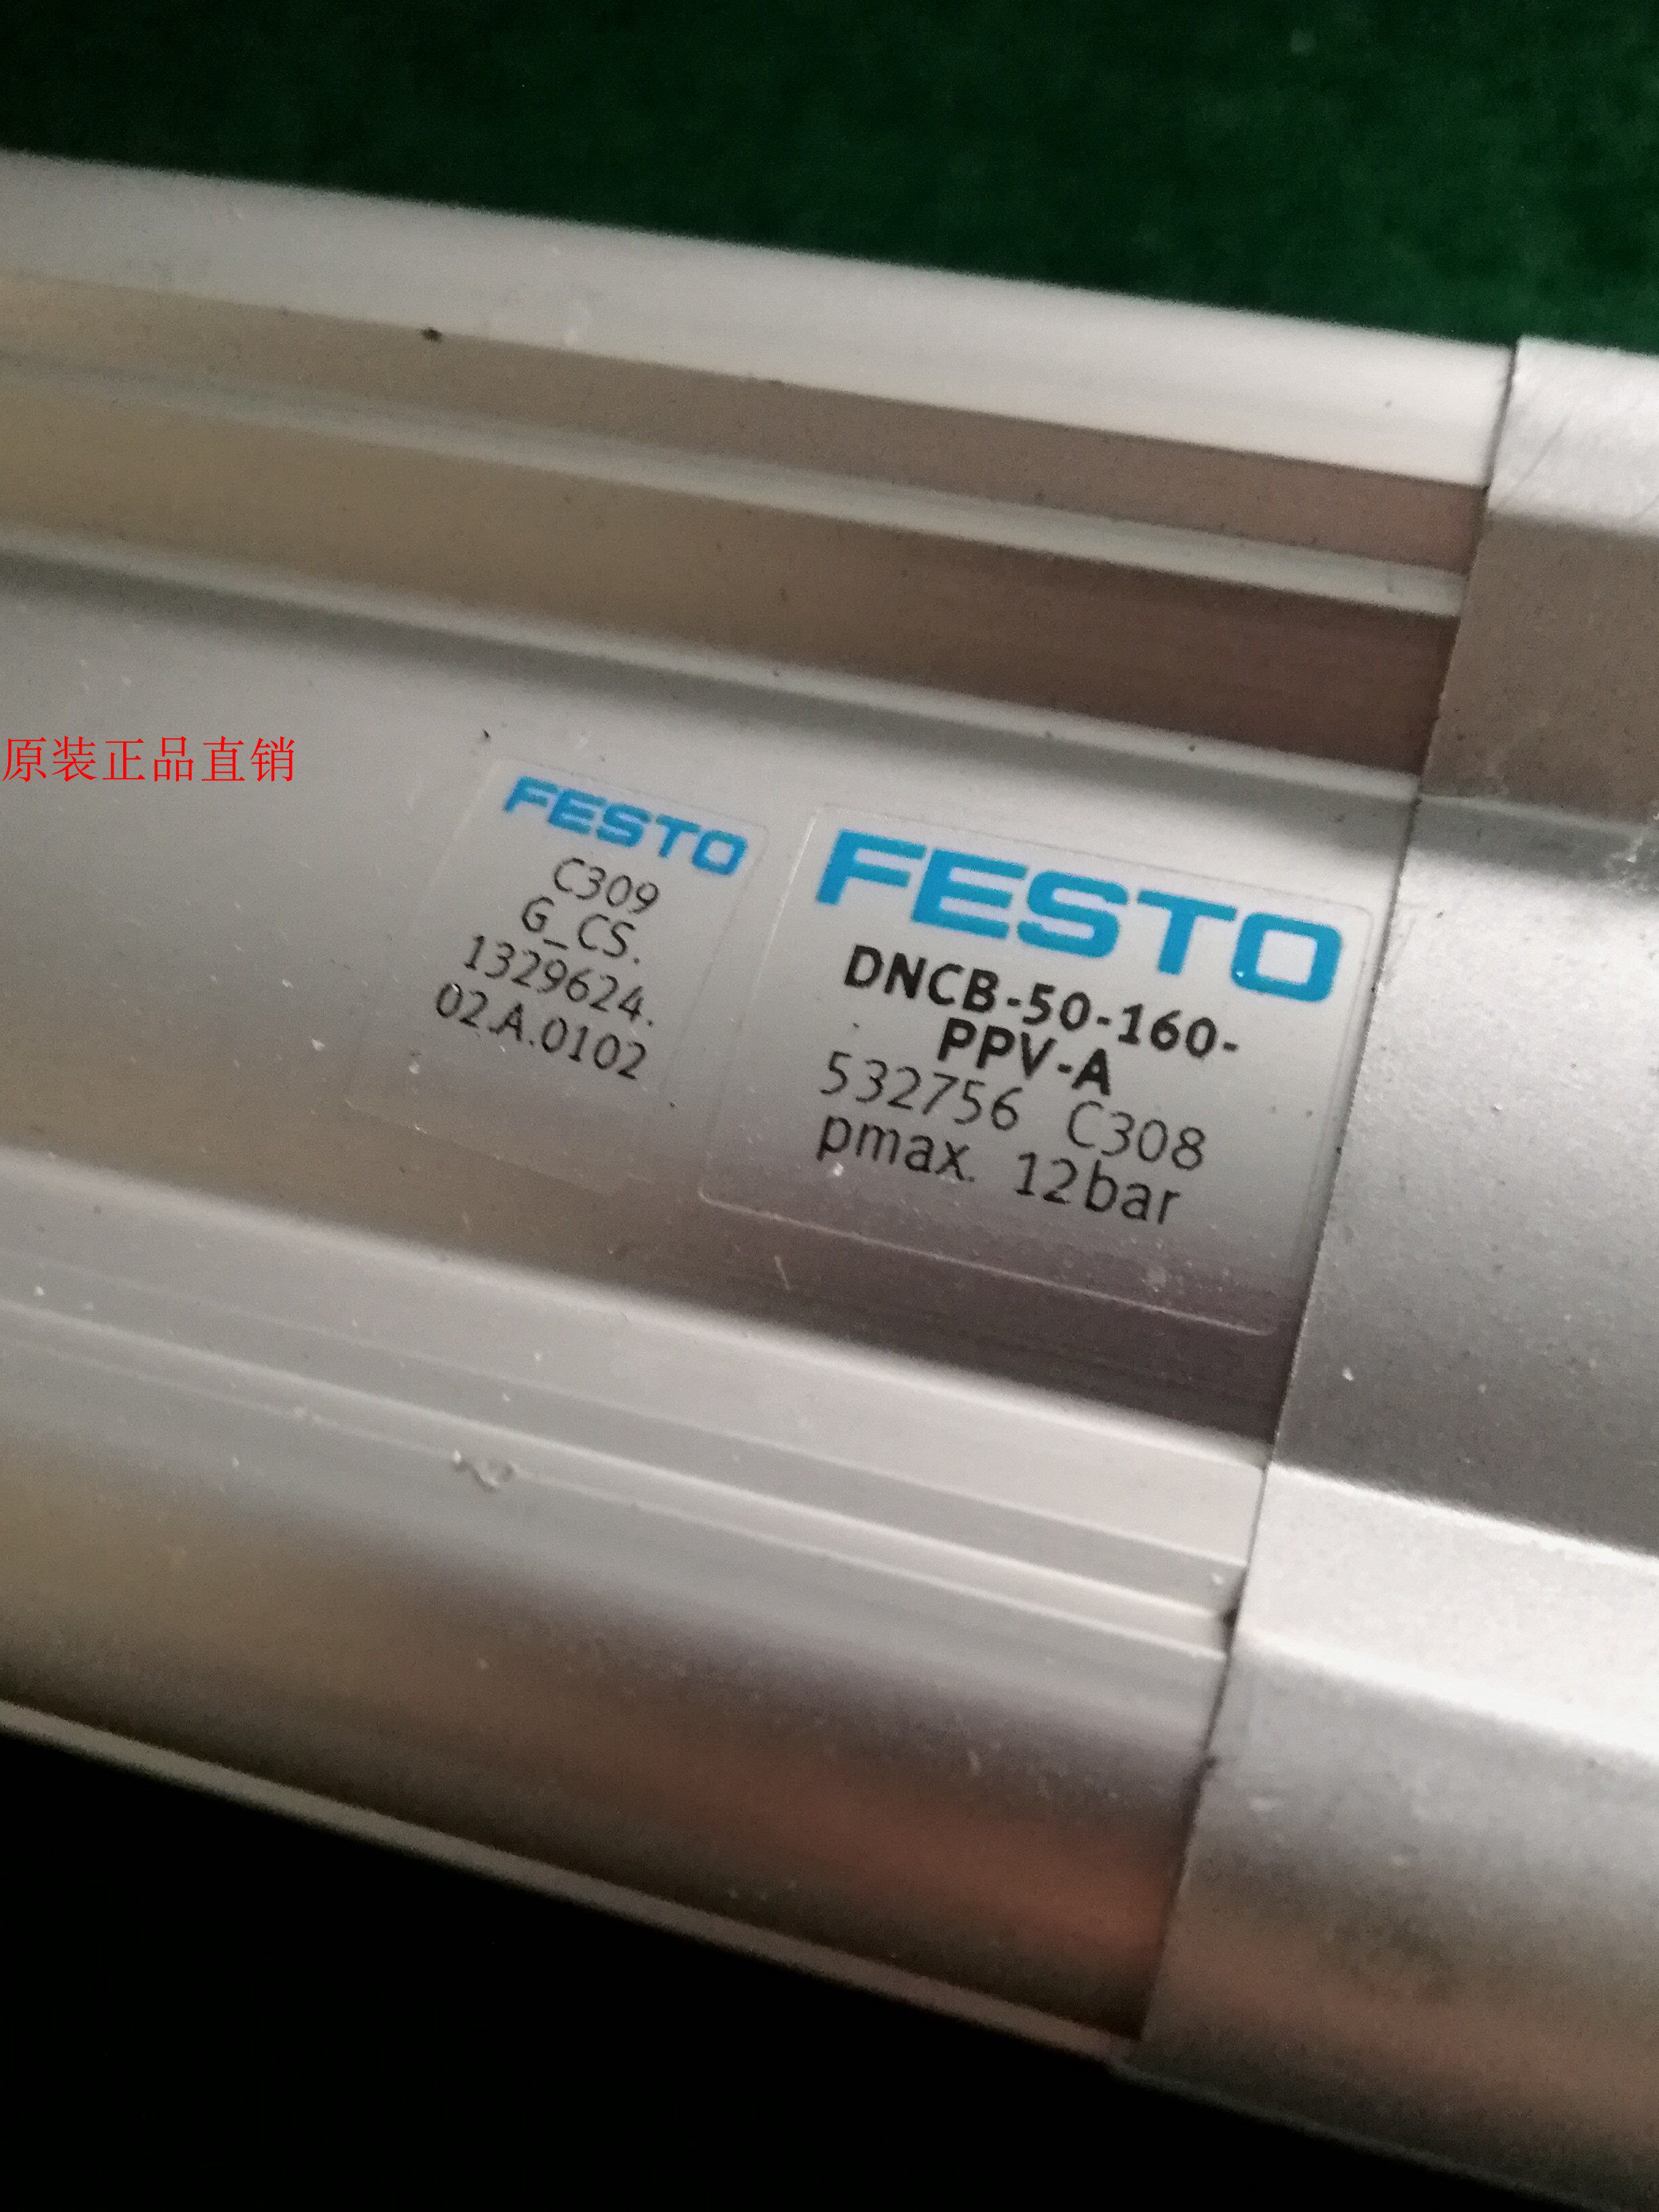 原装正品直销
FESTO
C309
G_CS.
1329624.
02.A.0102
FESTO
DNCB-50-160-
PPV-A
532756 C308
pmax. 12bar